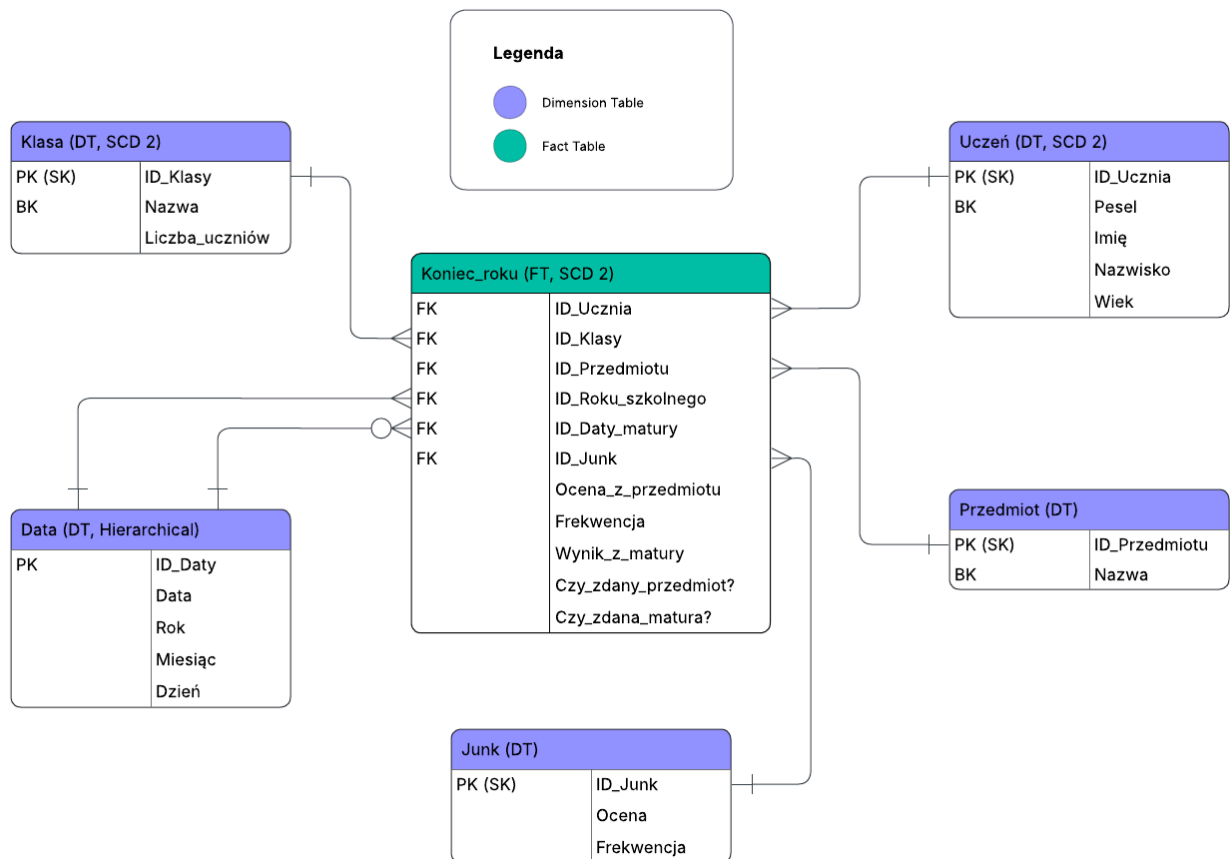 Legenda
Dimension Table
Fact Table
Klasa (DT, SCD 2)
PK (SK) ID_Klasy
BK Nazwa
Liczba_uczniów
Uczeń (DT, SCD 2)
PK (SK) ID_Ucznia
BK Pesel
Imię
Nazwisko
Wiek
Koniec_roku (FT, SCD 2)
FK ID_Ucznia
FK ID_Klasy
FK ID_Przedmiotu
FK ID_Roku_szkolnego
FK ID_Daty_matury
FK ID_Junk
Ocena_z_przedmiotu
Frekwencja
Wynik_z_matury
Czy_zdany_przedmiot?
Czy_zdana_matura?
Data (DT, Hierarchical)
PK ID_Daty
Data
Rok
Miesiąc
Dzień
Przedmiot (DT)
PK (SK) ID_Przedmiotu
BK Nazwa
Junk (DT)
PK (SK) ID_Junk
Ocena
Frekwencja